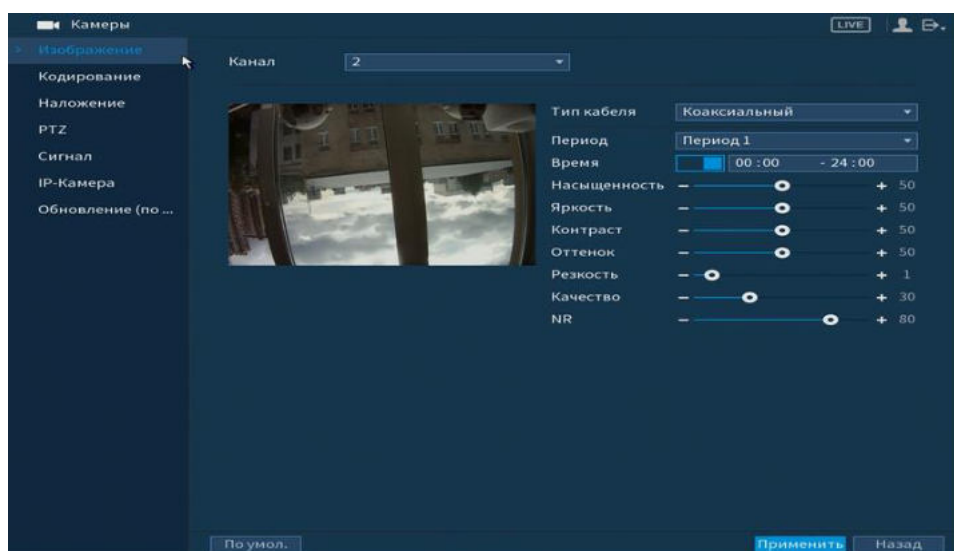 Камеры
LIVE
Изображение
Кодирование
Наложение
PTZ
Сигнал
IP-Камера
Обновление (по ...
Канал 2
Тип кабеля Коаксиальный
Период Период 1
Время 00 : 00 - 24 : 00
Насыщенность 50
Яркость 50
Контраст 50
Оттенок 50
Резкость 1
Качество 30
NR 80
По умол. Применить Назад